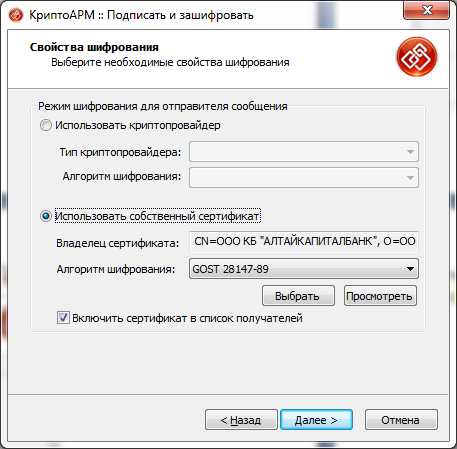 КриптоАРМ :: Подписать и зашифровать
Свойства шифрования
Выберите необходимые свойства шифрования
Режим шифрования для отправителя сообщения
Использовать криптопровайдер
Тип криптопровайдера:
Алгоритм шифрования:
Использовать собственный сертификат
Владелец сертификата: CN=ООО КБ "АЛТАЙКАПИТАЛБАНК", O=ОО
Алгоритм шифрования: GOST 28147-89
Выбрать Просмотреть
Включить сертификат в список получателей
< Назад Далее > Отмена